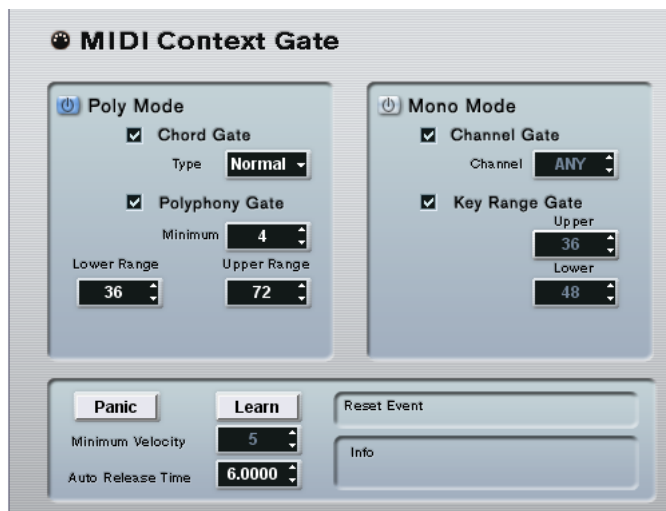 MIDI Context Gate
Poly Mode
Chord Gate
Type Normal
Polyphony Gate
Minimum 4
Lower Range Upper Range
36 72
Mono Mode
Channel Gate
Channel ANY
Key Range Gate
Upper
36
Lower
48
Panic Learn
Minimum Velocity 5
Auto Release Time 6.0000
Reset Event
Info